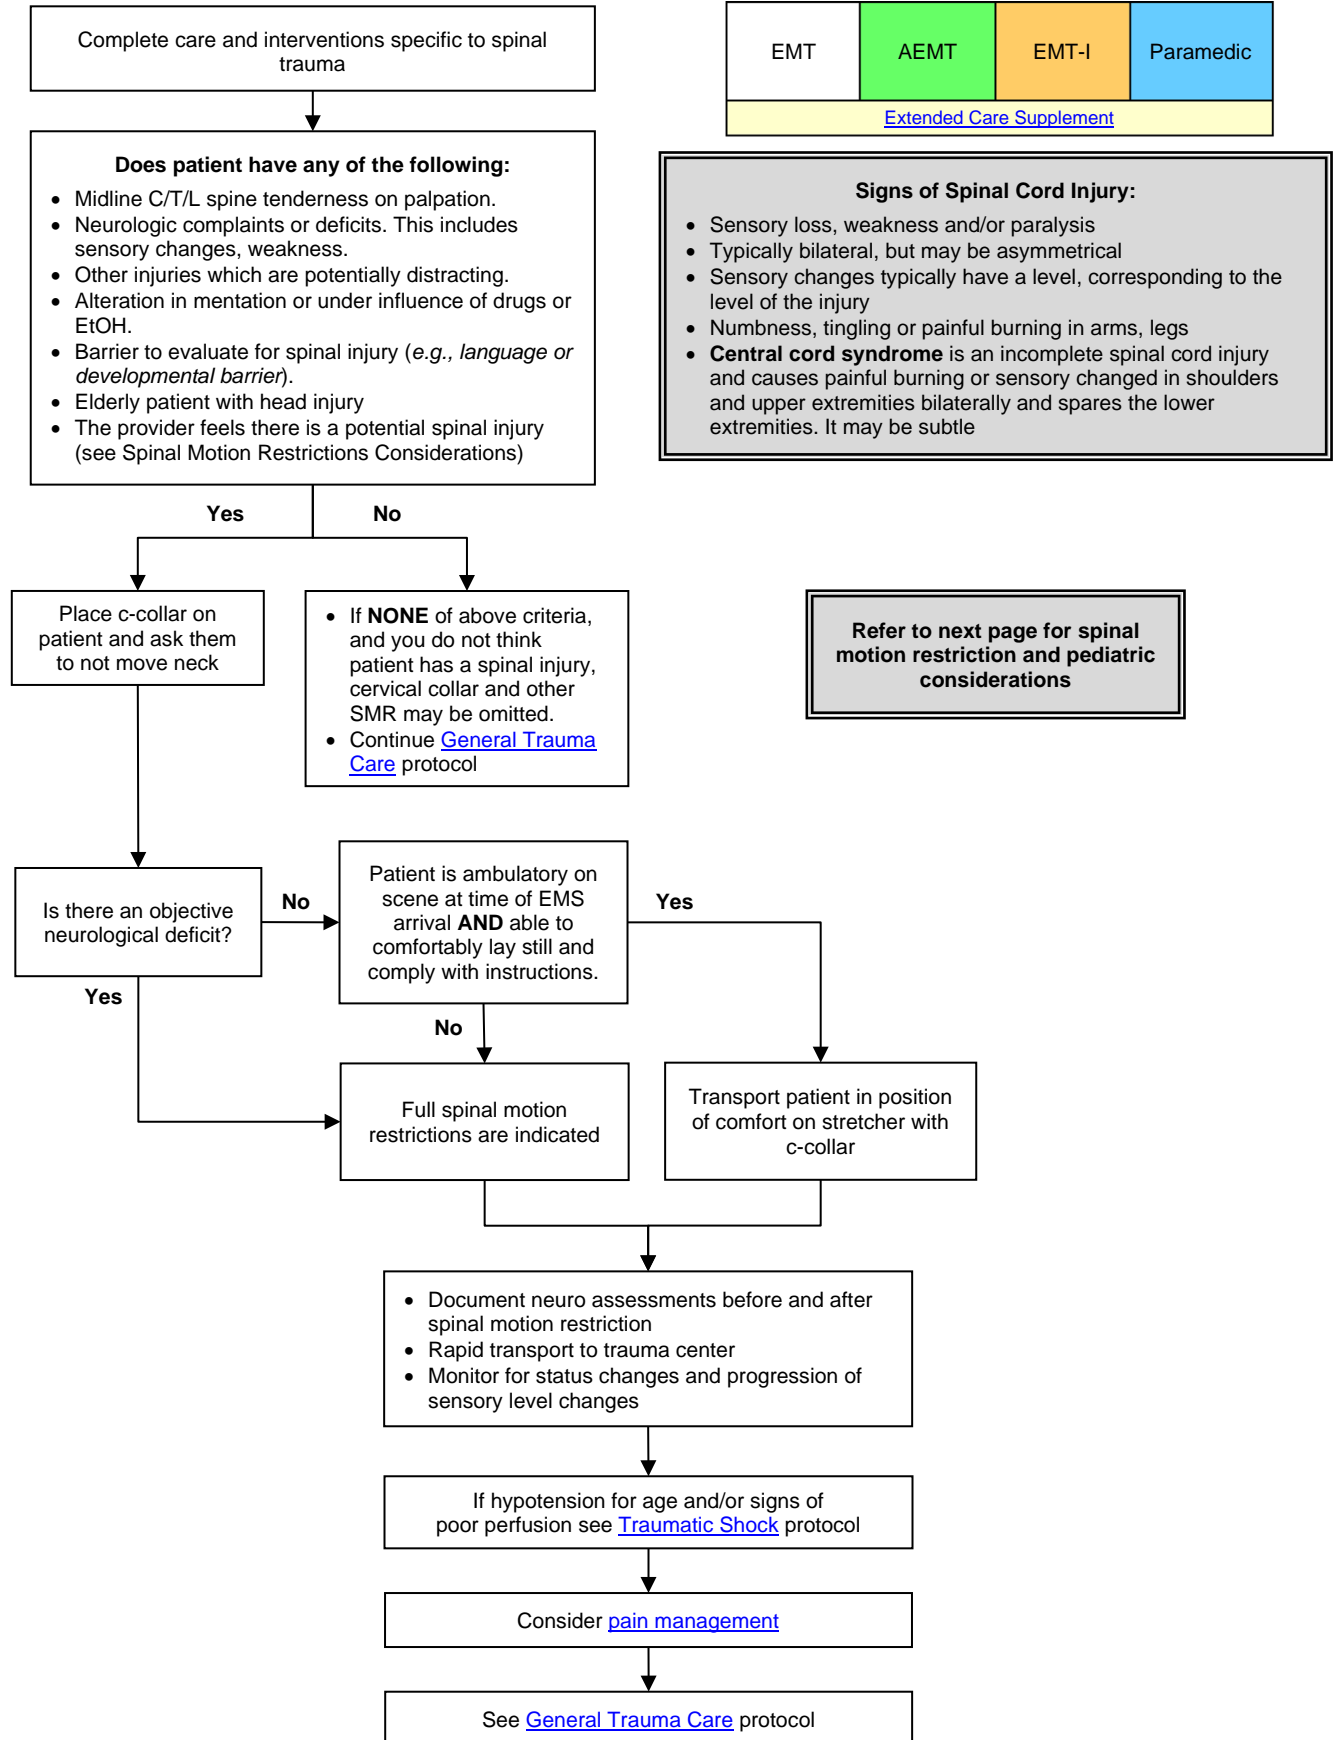 Complete care and interventions specific to spinal
trauma
EMT
AEMT
EMT-I
Paramedic
Extended Care Supplement
Does patient have any of the following:
• Midline C/T/L spine tenderness on palpation.
• Neurologic complaints or deficits. This includes
sensory changes, weakness.
• Other injuries which are potentially distracting.
• Alteration in mentation or under influence of drugs or
EtOH.
• Barrier to evaluate for spinal injury (e.g., language or
developmental barrier).
• Elderly patient with head injury
• The provider feels there is a potential spinal injury
(see Spinal Motion Restrictions Considerations)
Signs of Spinal Cord Injury:
• Sensory loss, weakness and/or paralysis
• Typically bilateral, but may be asymmetrical
• Sensory changes typically have a level, corresponding to the
level of the injury
• Numbness, tingling or painful burning in arms, legs
• Central cord syndrome is an incomplete spinal cord injury
and causes painful burning or sensory changed in shoulders
and upper extremities bilaterally and spares the lower
extremities. It may be subtle
Yes
No
Place c-collar on
patient and ask them
to not move neck
• If NONE of above criteria,
and you do not think
patient has a spinal injury,
cervical collar and other
SMR may be omitted.
• Continue General Trauma
Care protocol
Refer to next page for spinal
motion restriction and pediatric
considerations
Is there an objective
neurological deficit?
No
Patient is ambulatory on
scene at time of EMS
arrival AND able to
comfortably lay still and
comply with instructions.
Yes
Yes
No
Full spinal motion
restrictions are indicated
Transport patient in position
of comfort on stretcher with
c-collar
• Document neuro assessments before and after
spinal motion restriction
• Rapid transport to trauma center
• Monitor for status changes and progression of
sensory level changes
If hypotension for age and/or signs of
poor perfusion see Traumatic Shock protocol
Consider pain management
See General Trauma Care protocol